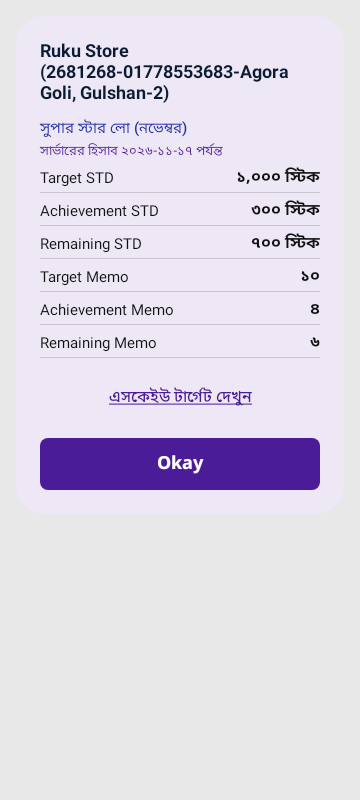 Ruku Store
(2681268-01778553683-Agora
Goli, Gulshan-2)
সুপার স্টার লো (নভেম্বর)
সার্ভারের হিসাব ২০২৬-১১-১৭ পর্যন্ত
Target STD ১,০০০ স্টিক
Achievement STD ৩০০ স্টিক
Remaining STD ৭০০ স্টিক
Target Memo ১০
Achievement Memo ৪
Remaining Memo ৬
এসকেইউ টার্গেট দেখুন
Okay